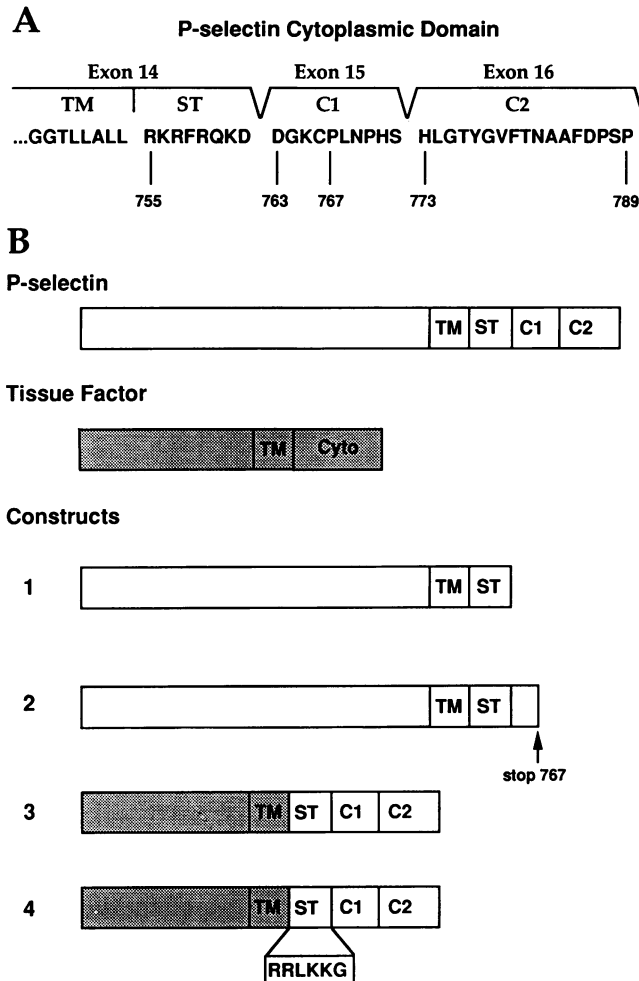 A
P-selectin Cytoplasmic Domain
Exon 14 Exon 15 Exon 16
TM ST C1 C2
...GGTLLALL RKRFRQKD DGKCPLNPHS HLGTYGVFTNAAFDPSP
755 763 767 773 789
B
P-selectin
TM ST C1 C2
Tissue Factor
TM Cyto
Constructs
1 TM ST
2 TM ST
stop 767
3 TM ST C1 C2
4 TM ST C1 C2
RRLKKG